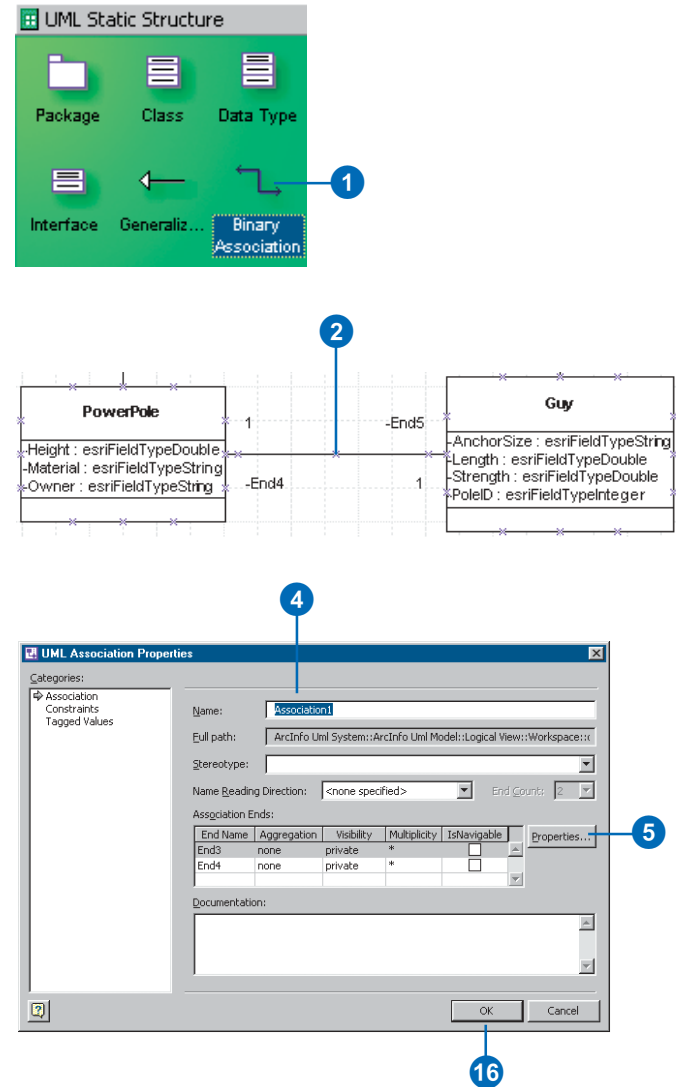 UML Static Structure
Package Class Data Type
1
Interface Generaliz... Binary Association
2
PowerPole
-Height : esriFieldTypeDouble
-Material : esriFieldTypeString
-Owner : esriFieldTypeString
1 -End5
-End4 1
Guy
-AnchorSize : esriFieldTypeString
-Length : esriFieldTypeDouble
-Strength : esriFieldTypeDouble
-PoleID : esriFieldTypeInteger
4
UML Association Properties
Categories:
Association
Constraints
Tagged Values
Name: Association1
Full path: ArcInfo Uml System::ArcInfo Uml Model::Logical View::Workspace::
Stereotype:
Name Reading Direction: <none specified> End Count: 2
Association Ends:
End Name Aggregation Visibility Multiplicity IsNavigable
End3 none private *
End4 none private *
Properties...
5
Documentation:
OK Cancel
16